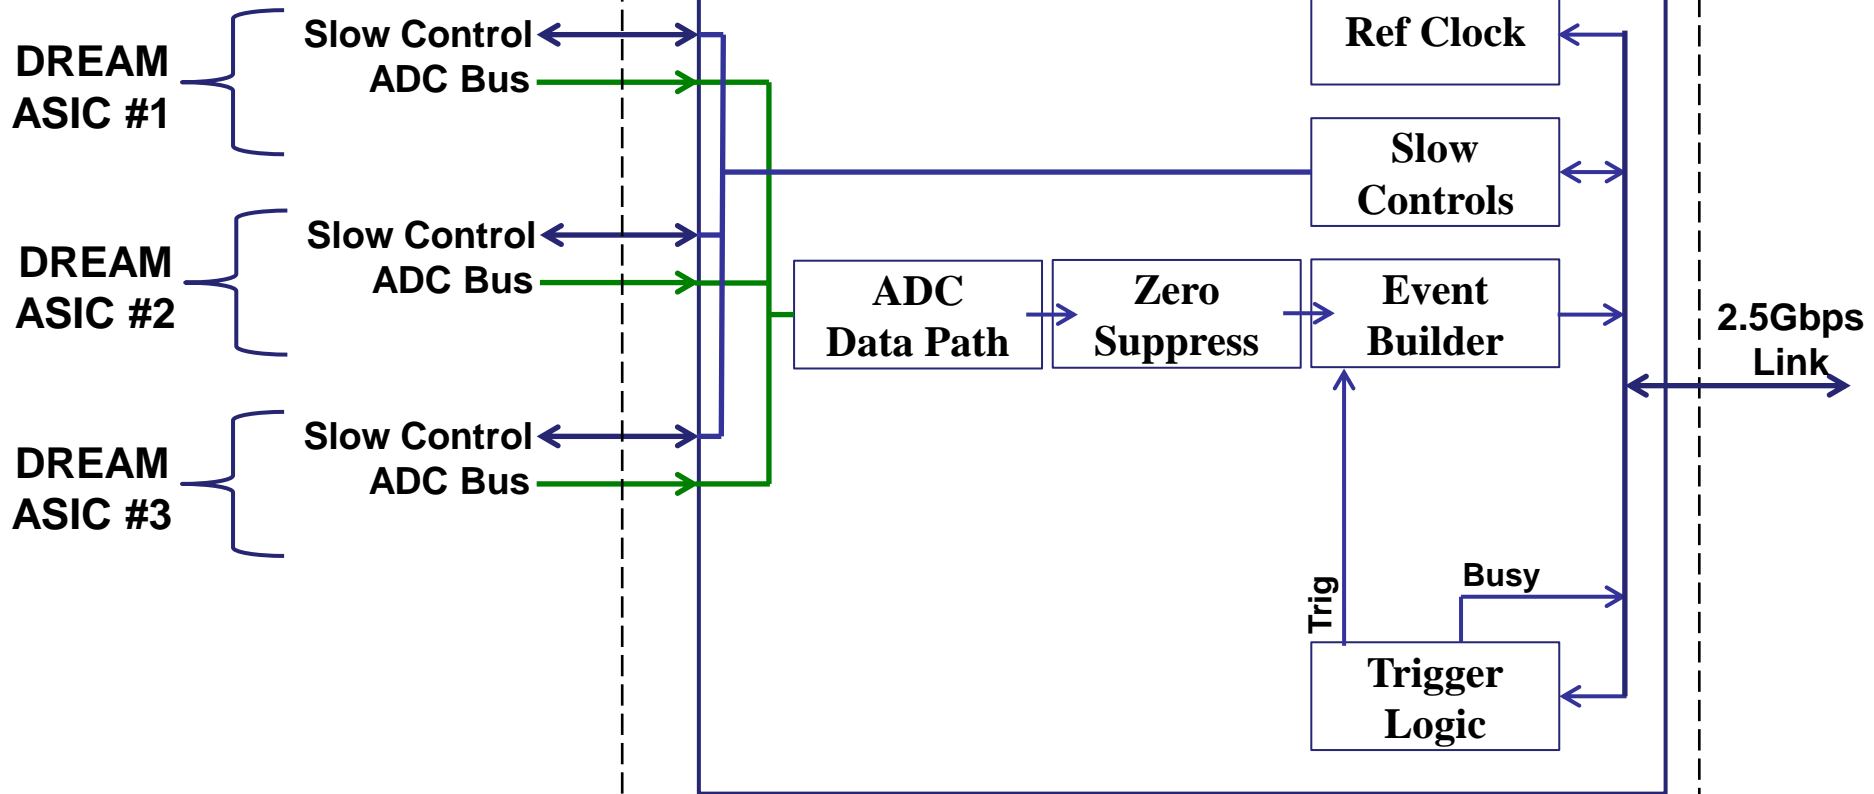 DREAM
ASIC #1
Slow Control
ADC Bus
Ref Clock
Slow
Controls
DREAM
ASIC #2
Slow Control
ADC Bus
ADC
Data Path
Zero
Suppress
Event
Builder
2.5Gbps
Link
DREAM
ASIC #3
Slow Control
ADC Bus
Trig
Busy
Trigger
Logic